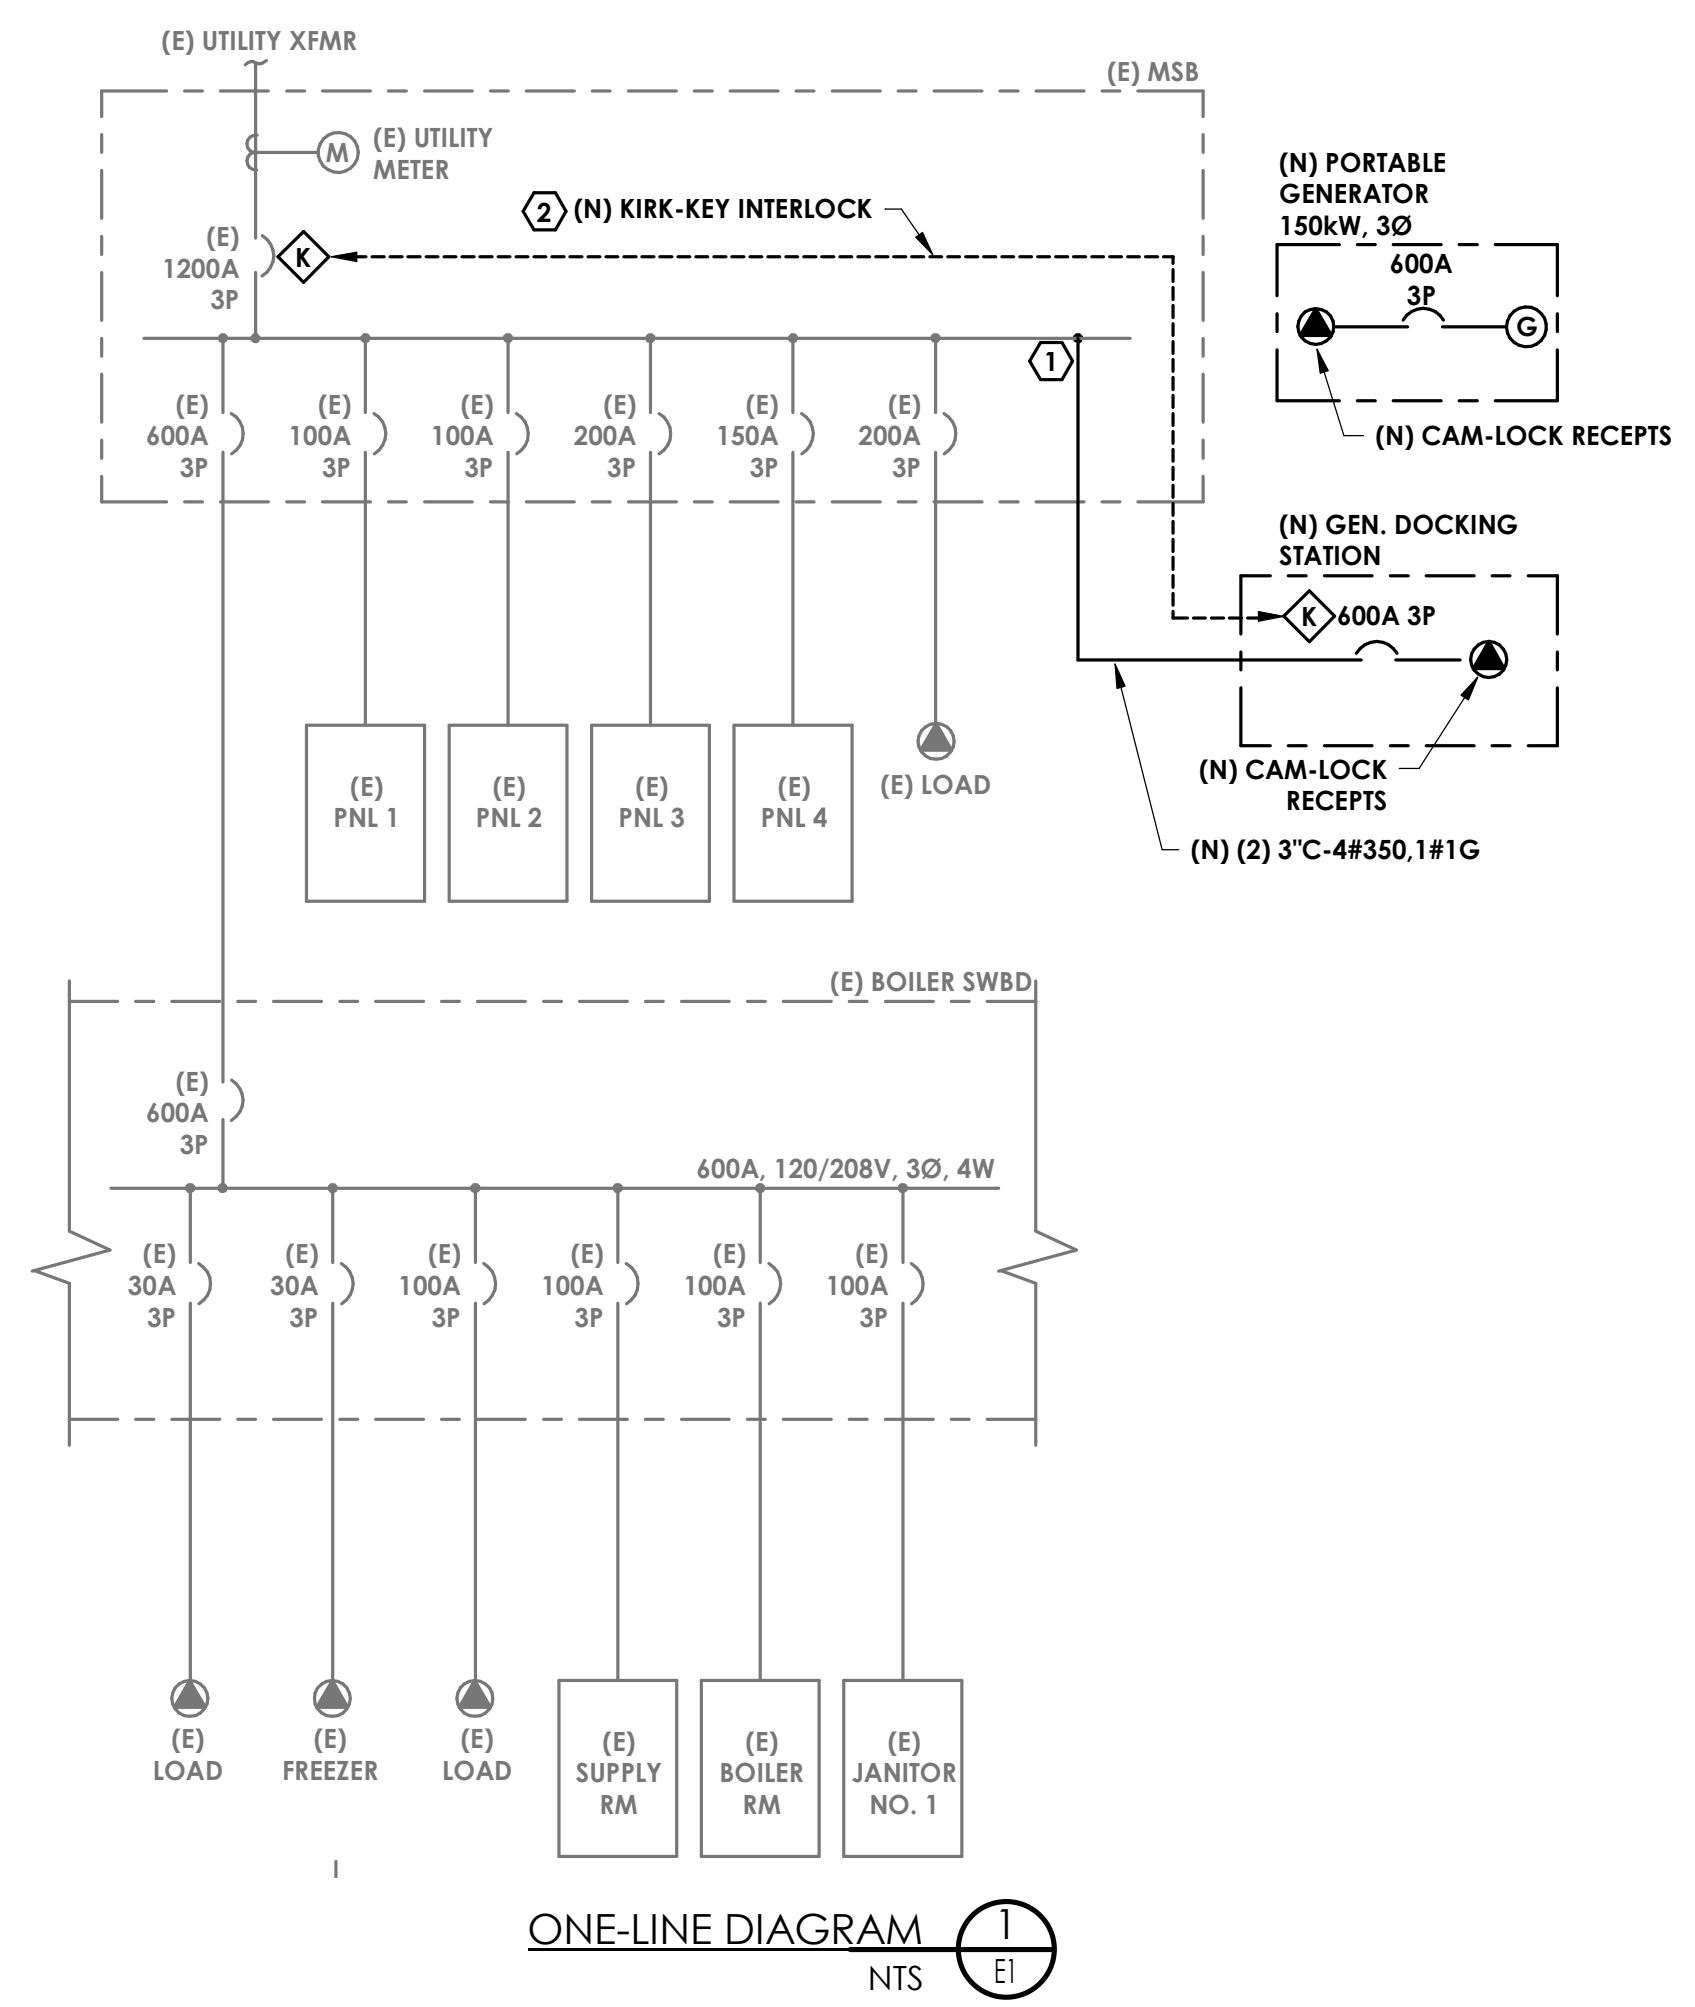 (E) UTILITY XFMR
(E) MSB
M
(E) UTILITY
METER
2 (N) KIRK-KEY INTERLOCK
(E)
1200A
3P
K
(N) PORTABLE
GENERATOR
150kW, 3Ø
600A
3P
G
(N) CAM-LOCK RECEPTS
1
(E)
600A
3P
(E)
100A
3P
(E)
100A
3P
(E)
200A
3P
(E)
150A
3P
(E)
200A
3P
(N) GEN. DOCKING
STATION
K 600A 3P
(N) CAM-LOCK
RECEPTS
(N) (2) 3"C-4#350,1#1G
(E)
PNL 1
(E)
PNL 2
(E)
PNL 3
(E)
PNL 4
(E) LOAD
(E) BOILER SWBD
(E)
600A
3P
600A, 120/208V, 3Ø, 4W
(E)
30A
3P
(E)
30A
3P
(E)
100A
3P
(E)
100A
3P
(E)
100A
3P
(E)
100A
3P
(E)
LOAD
(E)
FREEZER
(E)
LOAD
(E)
SUPPLY
RM
(E)
BOILER
RM
(E)
JANITOR
NO. 1
ONE-LINE DIAGRAM
NTS
1
E1